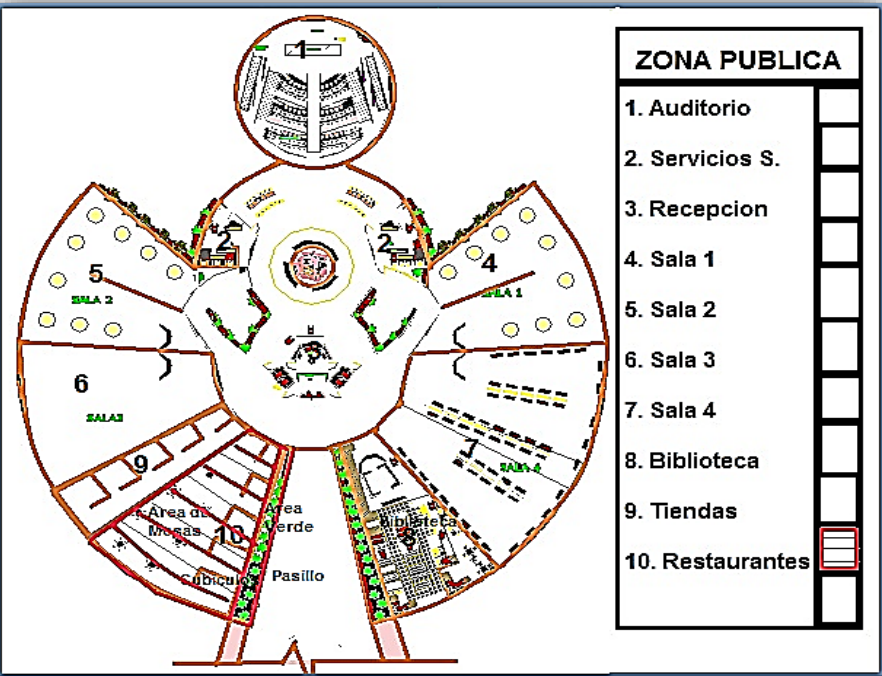 1
2
2
5
4
SALA 2
SALA 1
3
6
SALA3
7
9
SALA 4
Area de
Mesas
10
Area
Verde
Biblioteca
8
Cubiculos
Pasillo
ZONA PUBLICA
1. Auditorio
2. Servicios S.
3. Recepcion
4. Sala 1
5. Sala 2
6. Sala 3
7. Sala 4
8. Biblioteca
9. Tiendas
10. Restaurantes